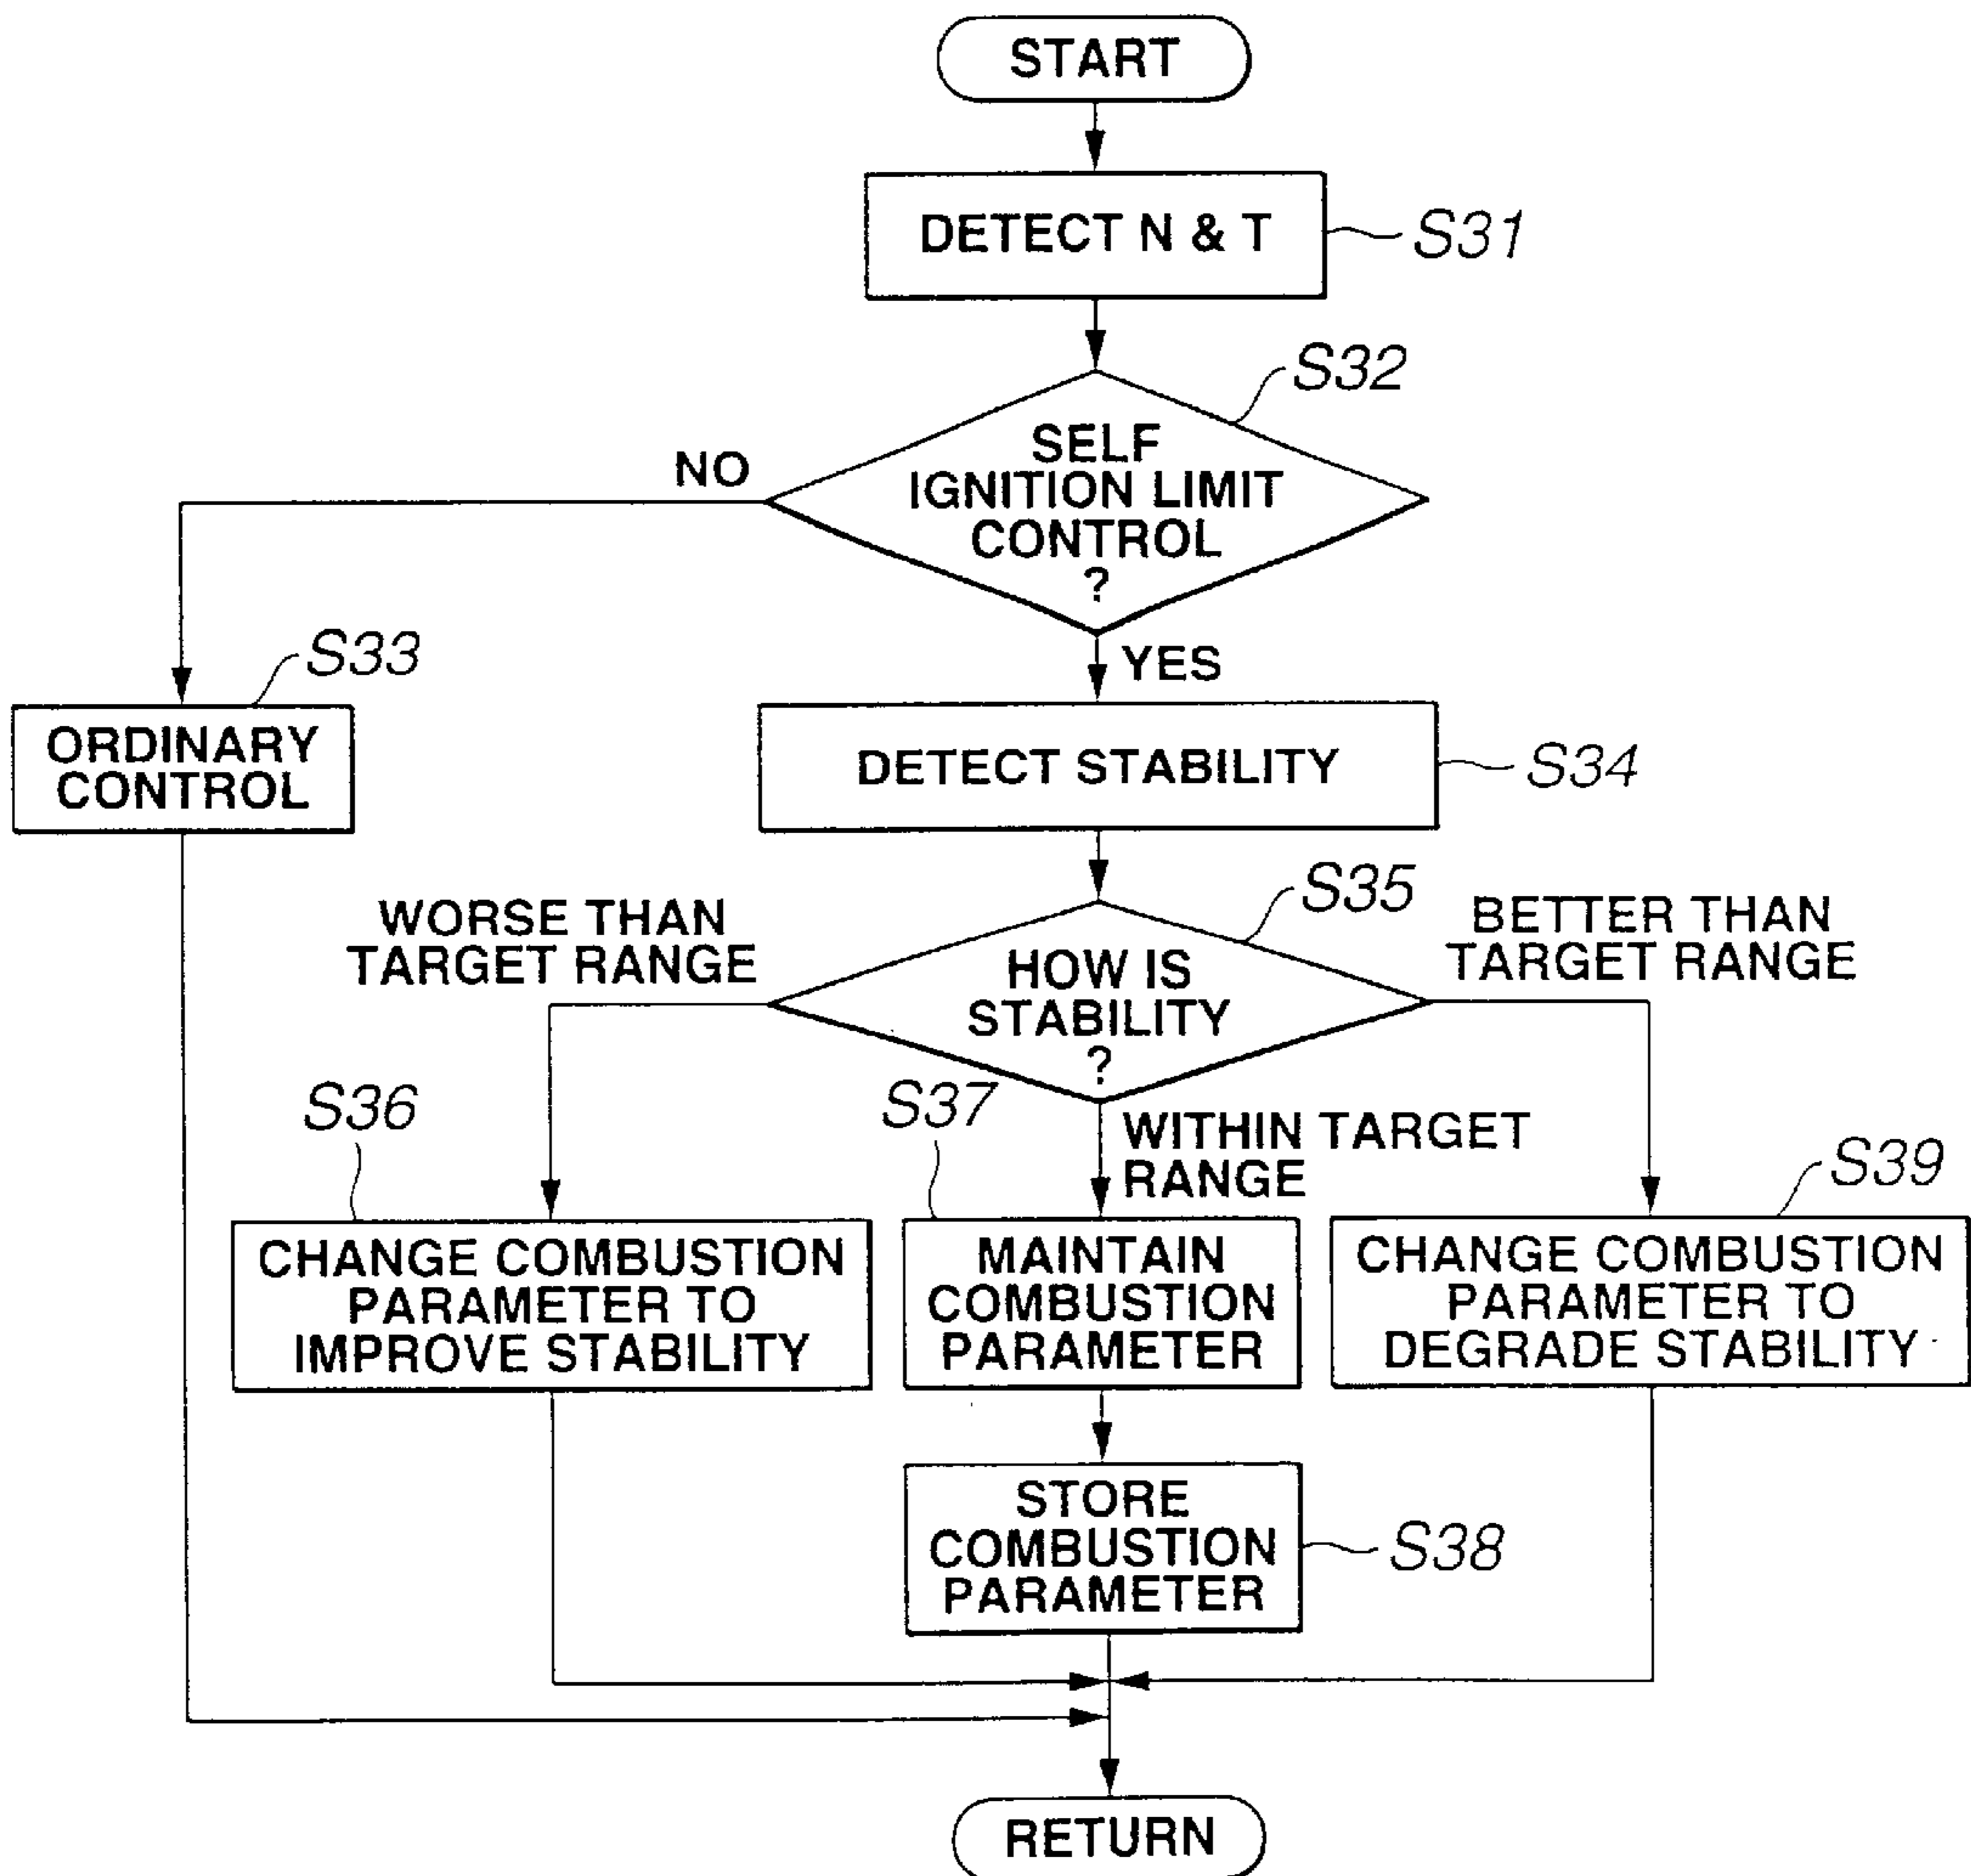 START
DETECT N & T
S31
S32
SELF
IGNITION LIMIT
CONTROL
?
NO
YES
S33
ORDINARY
CONTROL
DETECT STABILITY
S34
S35
WORSE THAN
TARGET RANGE
HOW IS
STABILITY
?
BETTER THAN
TARGET RANGE
S36
S37
WITHIN TARGET
RANGE
S39
CHANGE COMBUSTION
PARAMETER TO
IMPROVE STABILITY
MAINTAIN
COMBUSTION
PARAMETER
CHANGE COMBUSTION
PARAMETER TO
DEGRADE STABILITY
STORE
COMBUSTION
PARAMETER
S38
RETURN